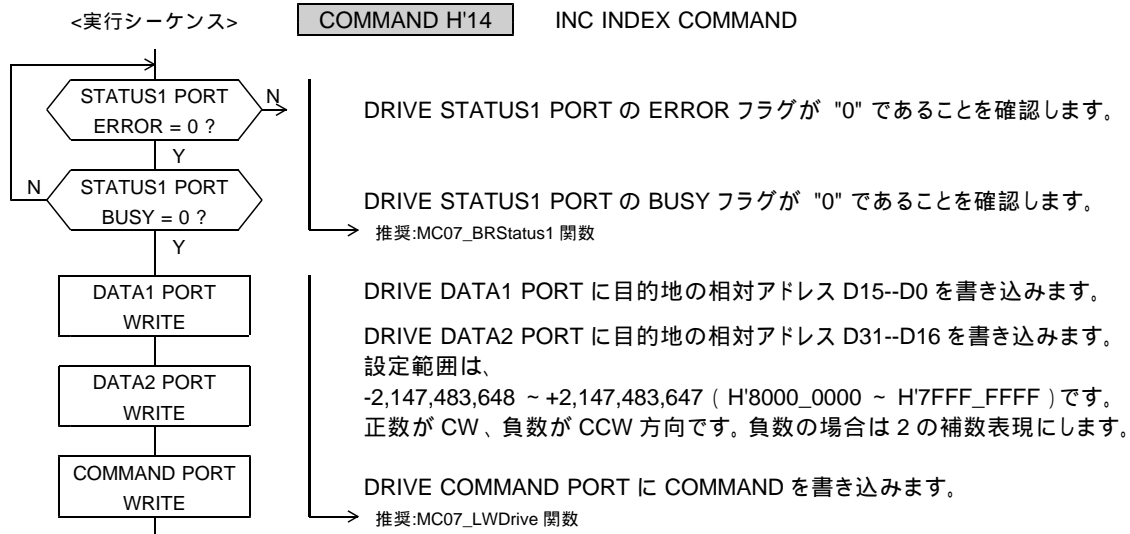 <実行シーケンス> COMMAND H'14 INC INDEX COMMAND
STATUS1 PORT
ERROR = 0 ?
N
DRIVE STATUS1 PORT の ERROR フラグが "0" であることを確認します。
Y
N
STATUS1 PORT
BUSY = 0 ?
DRIVE STATUS1 PORT の BUSY フラグが "0" であることを確認します。
推奨:MC07_BRStatus1 関数
Y
DATA1 PORT
WRITE
DRIVE DATA1 PORT に目的地の相対アドレス D15--D0 を書き込みます。
DATA2 PORT
WRITE
DRIVE DATA2 PORT に目的地の相対アドレス D31--D16 を書き込みます。
設定範囲は、
-2,147,483,648 ~ +2,147,483,647 ( H'8000_0000 ~ H'7FFF_FFFF ) です。
正数が CW 、負数が CCW 方向です。負数の場合は 2 の補数表現にします。
COMMAND PORT
WRITE
DRIVE COMMAND PORT に COMMAND を書き込みます。
推奨:MC07_LWDrive 関数